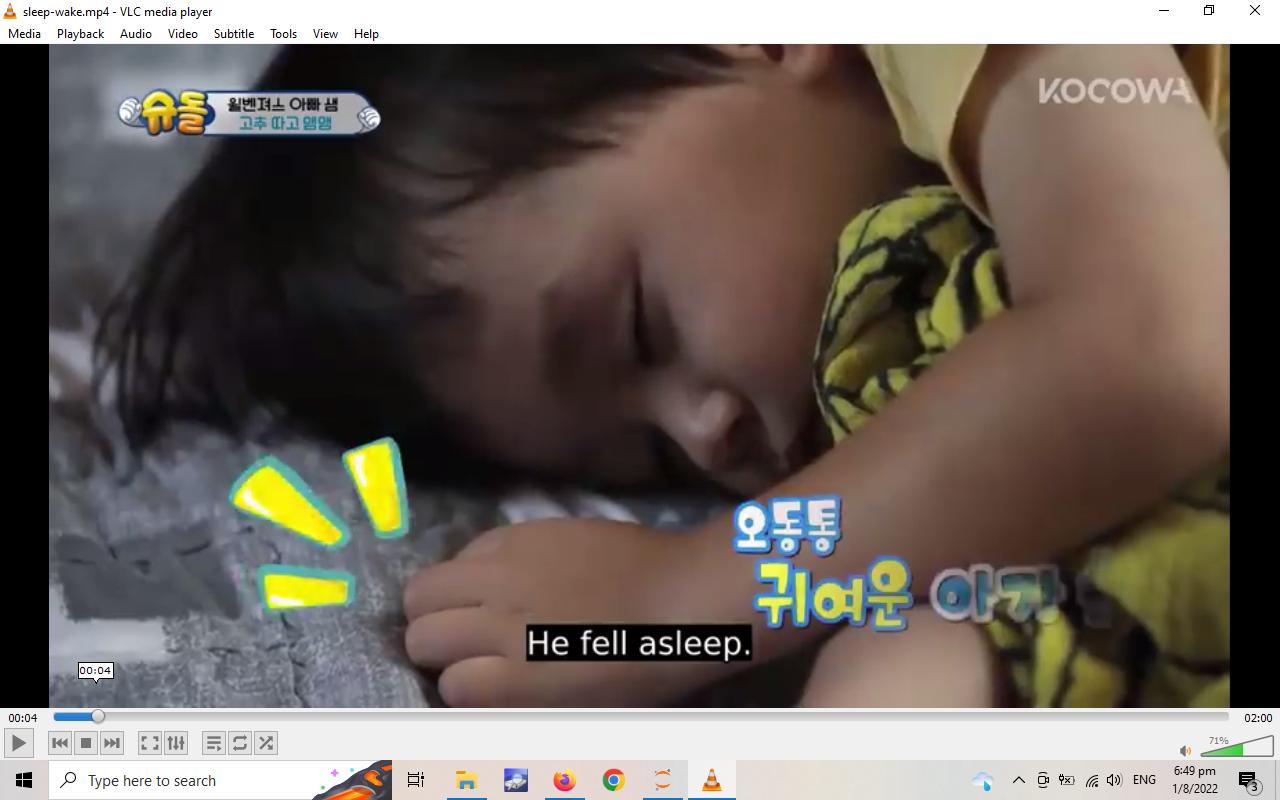 sleep-wake.mp4 - VLC media player
Media Playback Audio Video Subtitle Tools View Help
슈돌
윌벤져스 아빠 샘
고추 따고 맴맴
KOCOWA
오동통
귀여운
He fell asleep.
00:04
00:04
02:00
71%
Type here to search
ENG
6:49 pm
1/8/2022
3